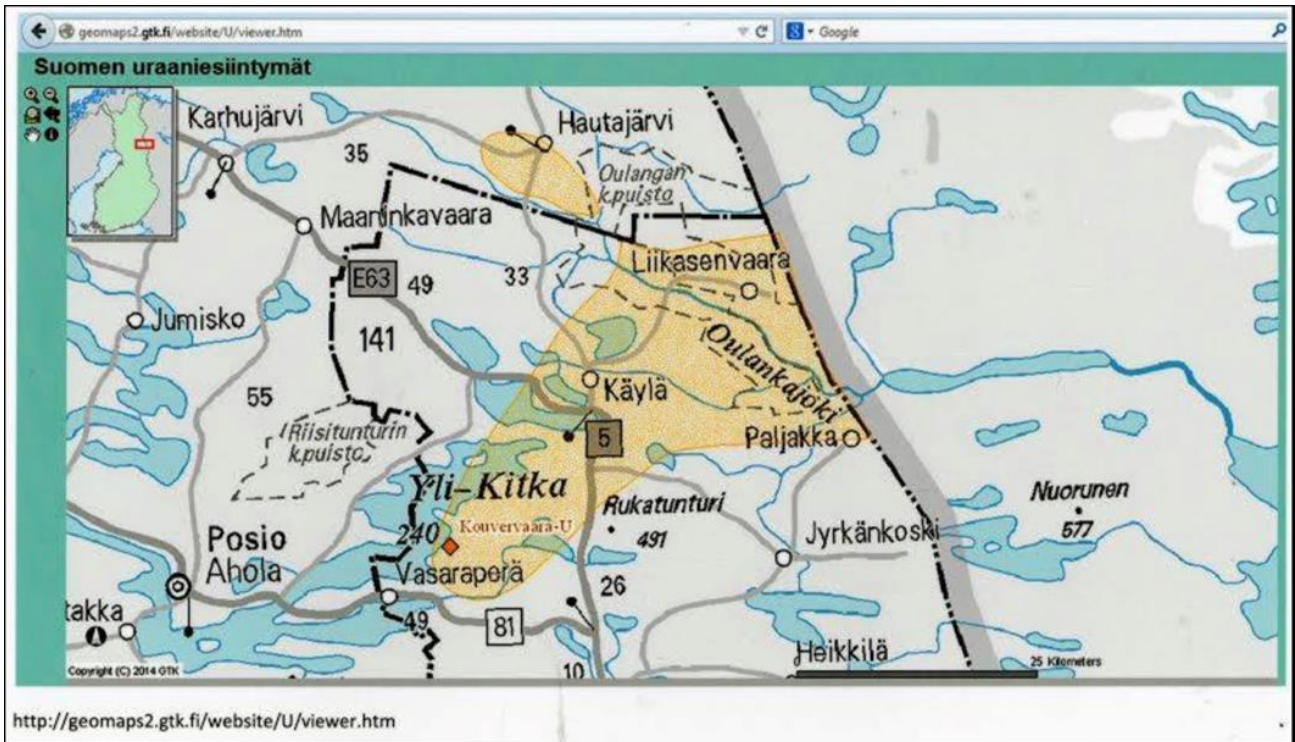 geomaps2.gtk.fi/website/U/viewer.htm
Google
Suomen uraaniesiintymät
Karhujärvi
Hautajärvi
35
Oulangan
k.puisto
Maaninkavaara
Liikasenvaara
E63
49
33
Jumisko
141
Oulankajoki
55
Käylä
5
Paljakka
Riisitunturin
k.puisto
Yli-Kitka
Rukatunturi
491
Nuorunen
577
240
Kouvervaara-U
Jyrkänkoski
Posio
Ahola
Vasaraperä
26
takka
49
81
Heikkilä
10
25 Kilometers
Copyright (C) 2014 GTK
http://geomaps2.gtk.fi/website/U/viewer.htm